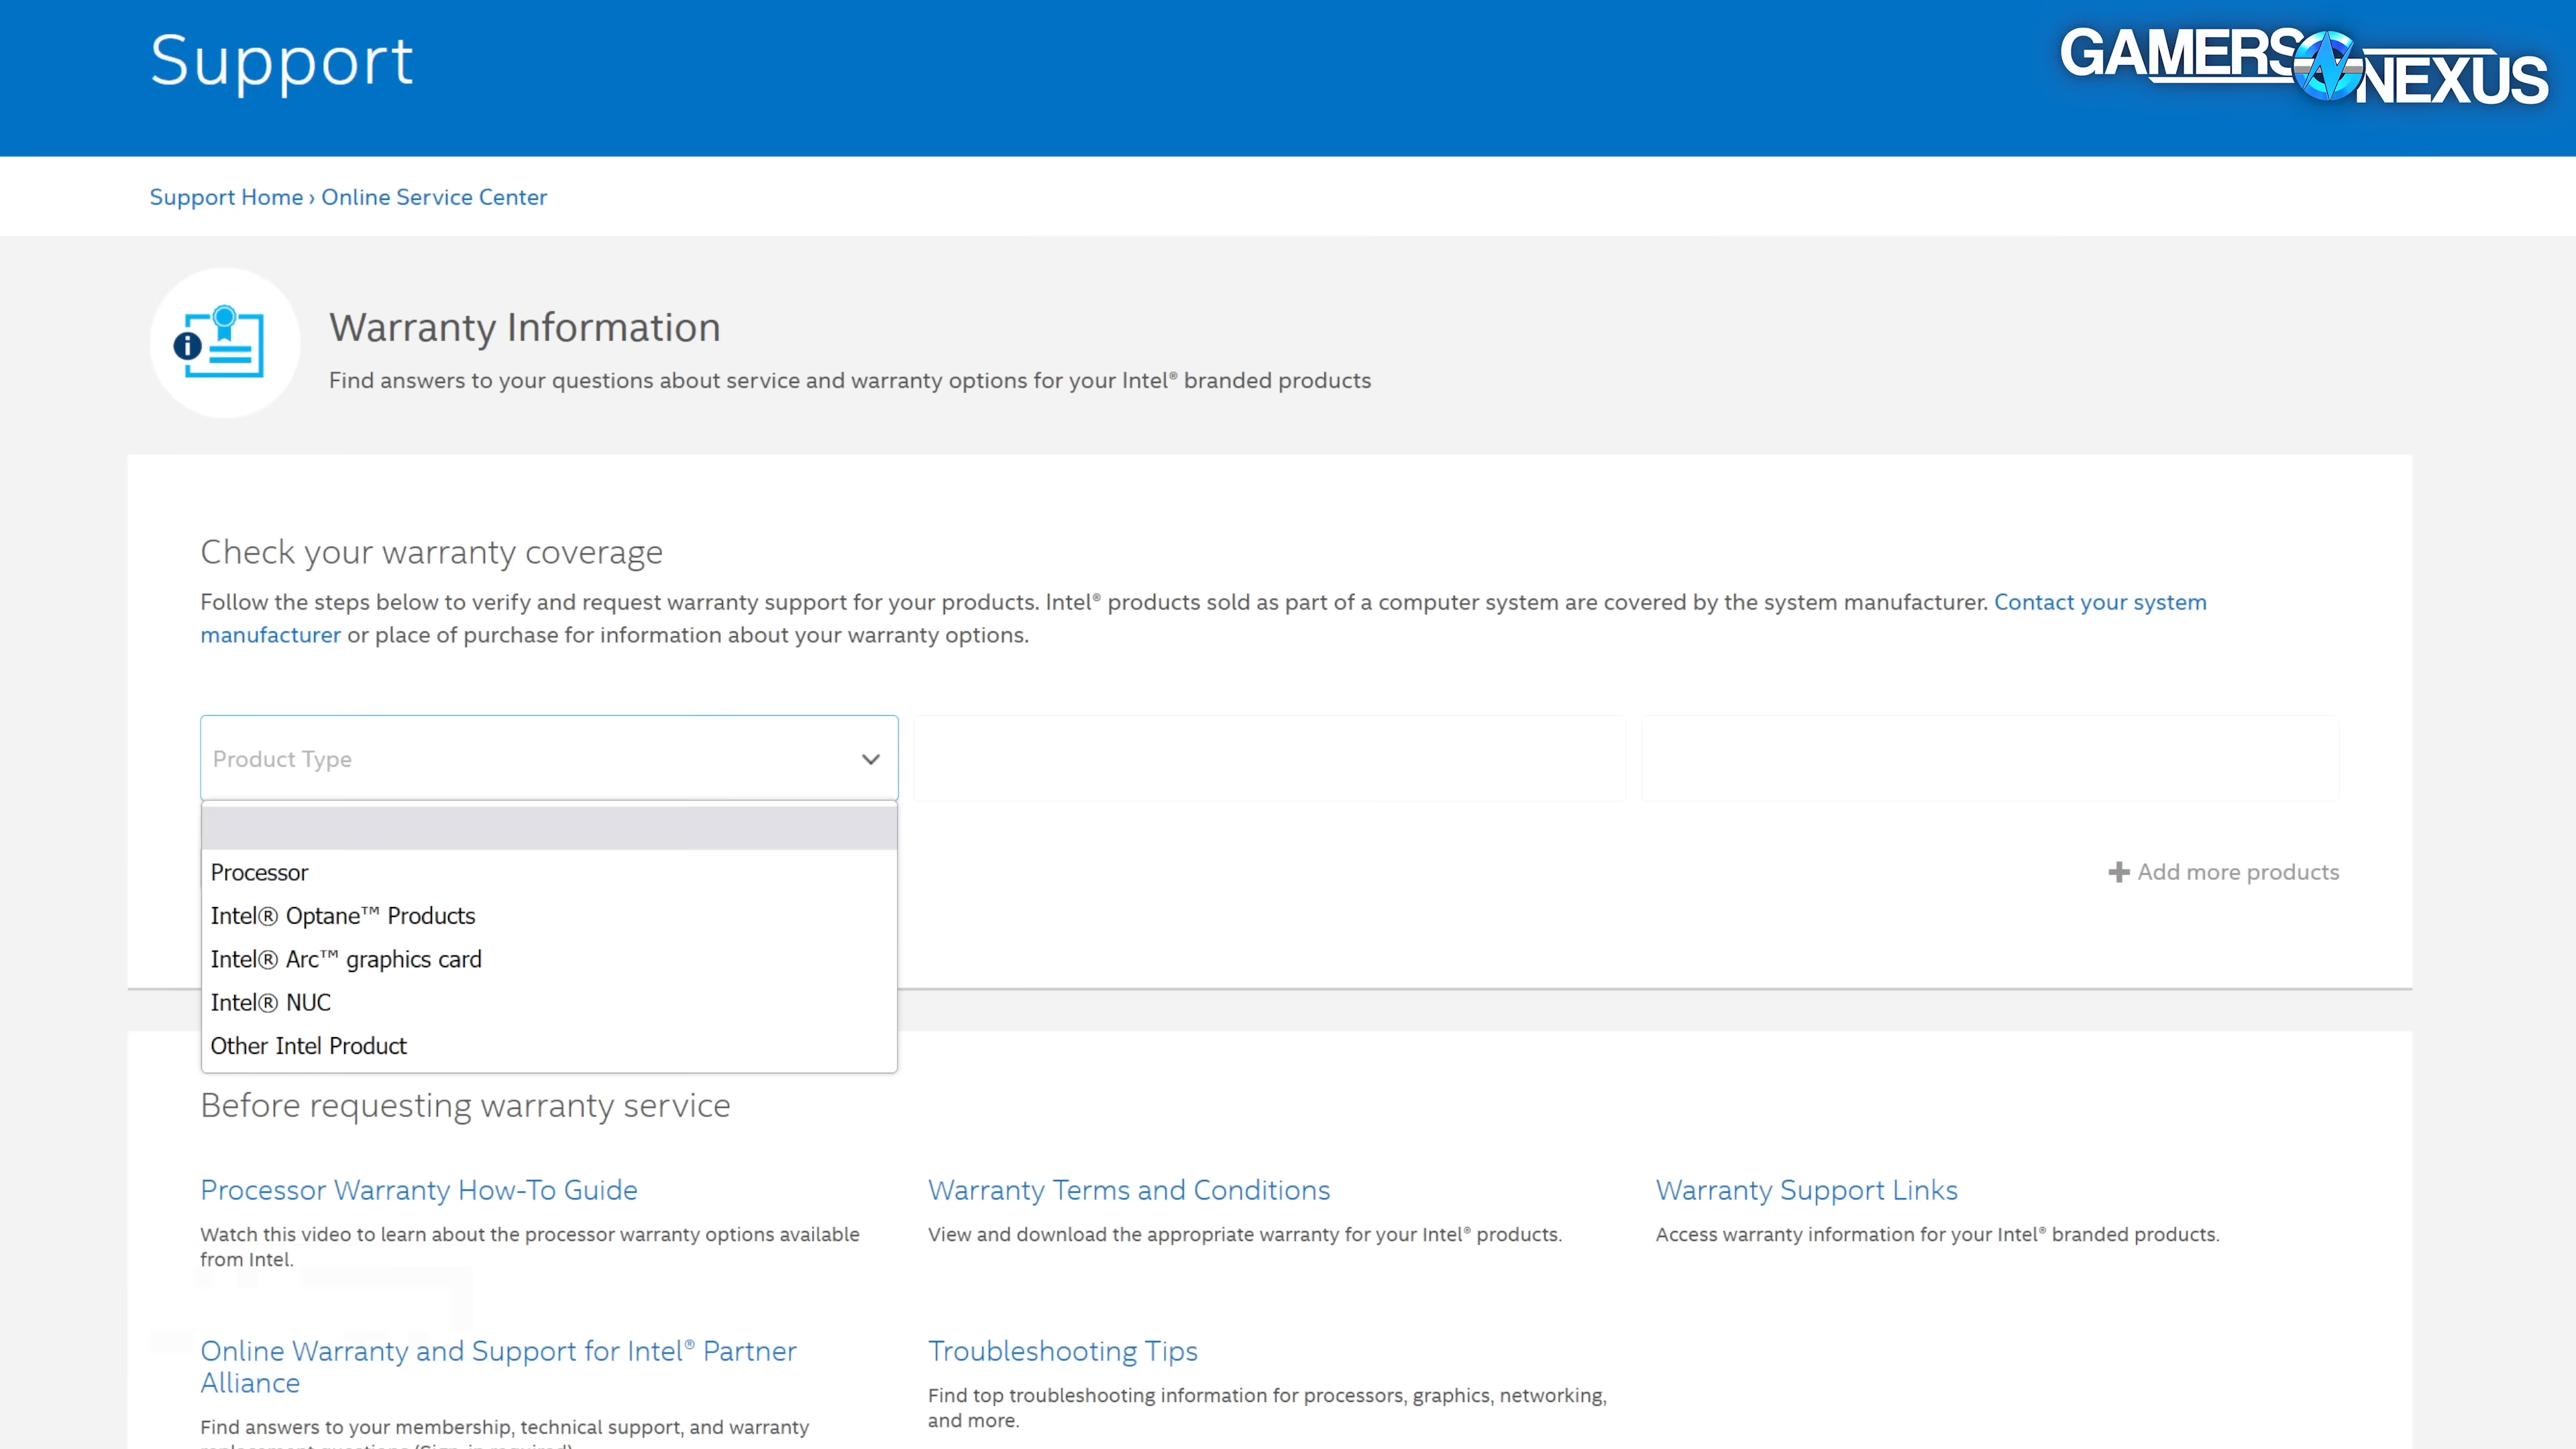 Support
GAMERS NEXUS
Support Home › Online Service Center
Warranty Information
Find answers to your questions about service and warranty options for your Intel® branded products
Check your warranty coverage
Follow the steps below to verify and request warranty support for your products. Intel® products sold as part of a computer system are covered by the system manufacturer. Contact your system
manufacturer or place of purchase for information about your warranty options.
Product Type
Processor
Intel® Optane™ Products
Intel® Arc™ graphics card
Intel® NUC
Other Intel Product
Add more products
Before requesting warranty service
Processor Warranty How-To Guide
Watch this video to learn about the processor warranty options available
from Intel.
Warranty Terms and Conditions
View and download the appropriate warranty for your Intel® products.
Warranty Support Links
Access warranty information for your Intel® branded products.
Online Warranty and Support for Intel® Partner
Alliance
Find answers to your membership, technical support, and warranty
Troubleshooting Tips
Find top troubleshooting information for processors, graphics, networking,
and more.